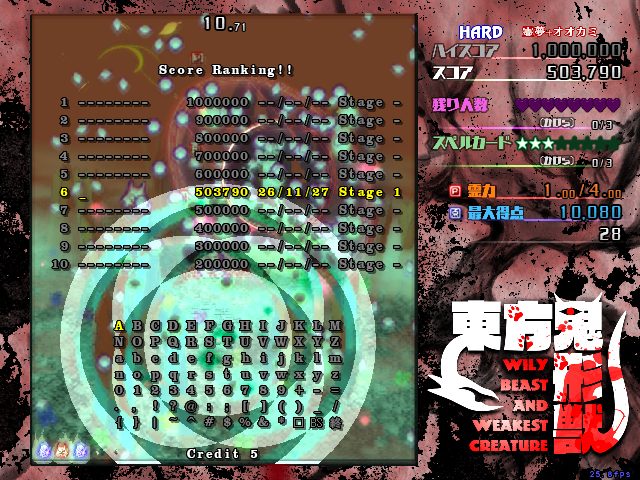 10.71
Score Ranking!!
1 -------- 1000000 --/--/-- Stage -
2 -------- 900000 --/--/-- Stage -
3 -------- 800000 --/--/-- Stage -
4 -------- 700000 --/--/-- Stage -
5 -------- 600000 --/--/-- Stage -
6 _ 503790 26/11/27 Stage 1
7 -------- 500000 --/--/-- Stage -
8 -------- 400000 --/--/-- Stage -
9 -------- 300000 --/--/-- Stage -
10 -------- 200000 --/--/-- Stage -
A B C D E F G H I J K L M
N O P Q R S T U V W X Y Z
a b c d e f g h i j k l m
n o p q r s t u v w x y z
0 1 2 3 4 5 6 7 8 9 + - =
. , ! ? @ : ; [ ] ( ) _ /
{ } | ~ ^ # $ % & * 終
Credit 5
HARD 霊夢+オオカミ
ハイスコア 1,000,000
スコア 503,790
残り人数
(かけら) 0/3
スペルカード ★★★★★★★★★
(かけら) 0/3
P 霊力 1.00/4.00
最大得点 10,080
28
東方鬼形獣
WILY
BEAST
AND
WEAKEST
CREATURE
25.8fps